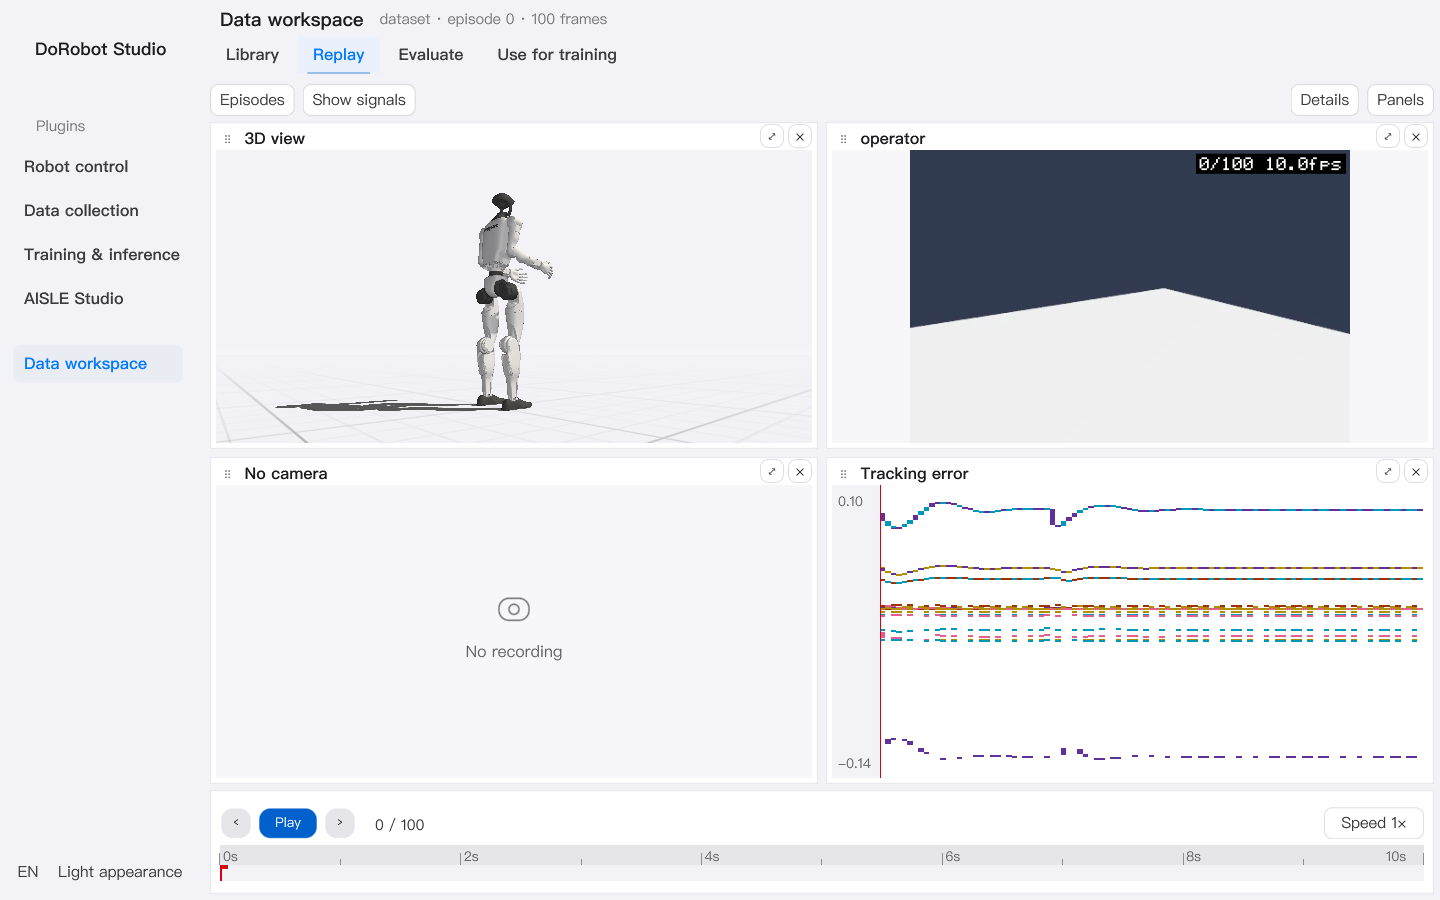 Data workspace dataset · episode 0 · 100 frames
DoRobot Studio
Library Replay Evaluate Use for training
Episodes Show signals Details Panels
Plugins
Robot control
Data collection
Training & inference
AISLE Studio
Data workspace
3D view
operator
0/100 10.0fps
No camera
No recording
Tracking error
0.10
−0.14
Play 0 / 100 Speed 1×
0s 2s 4s 6s 8s 10s
EN Light appearance